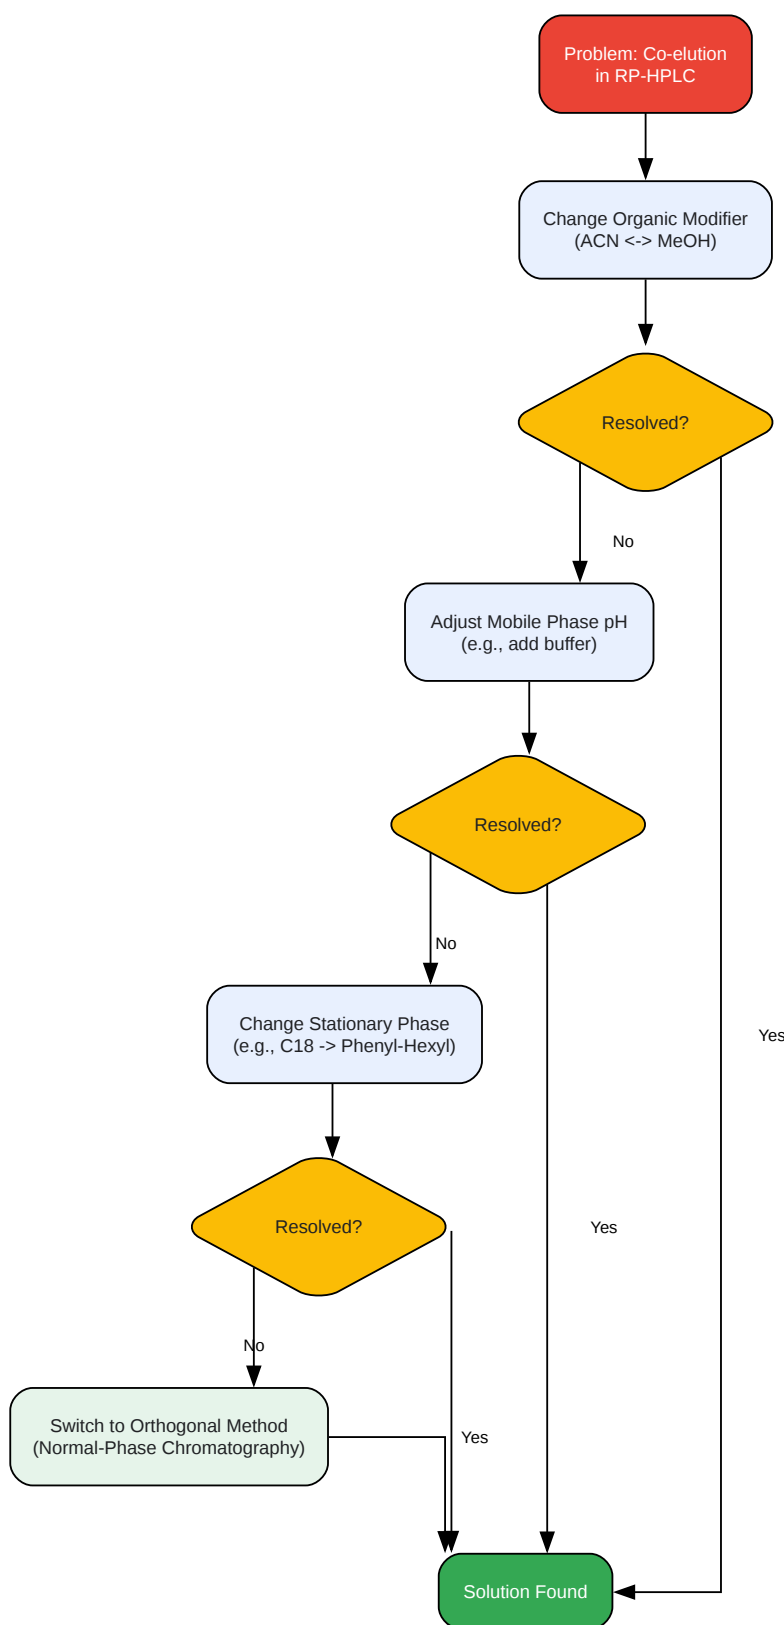 Problem: Co-elution
in RP-HPLC
Change Organic Modifier
(ACN <-> MeOH)
Resolved?
No
Adjust Mobile Phase pH
(e.g., add buffer)
Resolved?
No
Change Stationary Phase
(e.g., C18 -> Phenyl-Hexyl)
Yes
Resolved?
Yes
No
Switch to Orthogonal Method
(Normal-Phase Chromatography)
Yes
Solution Found